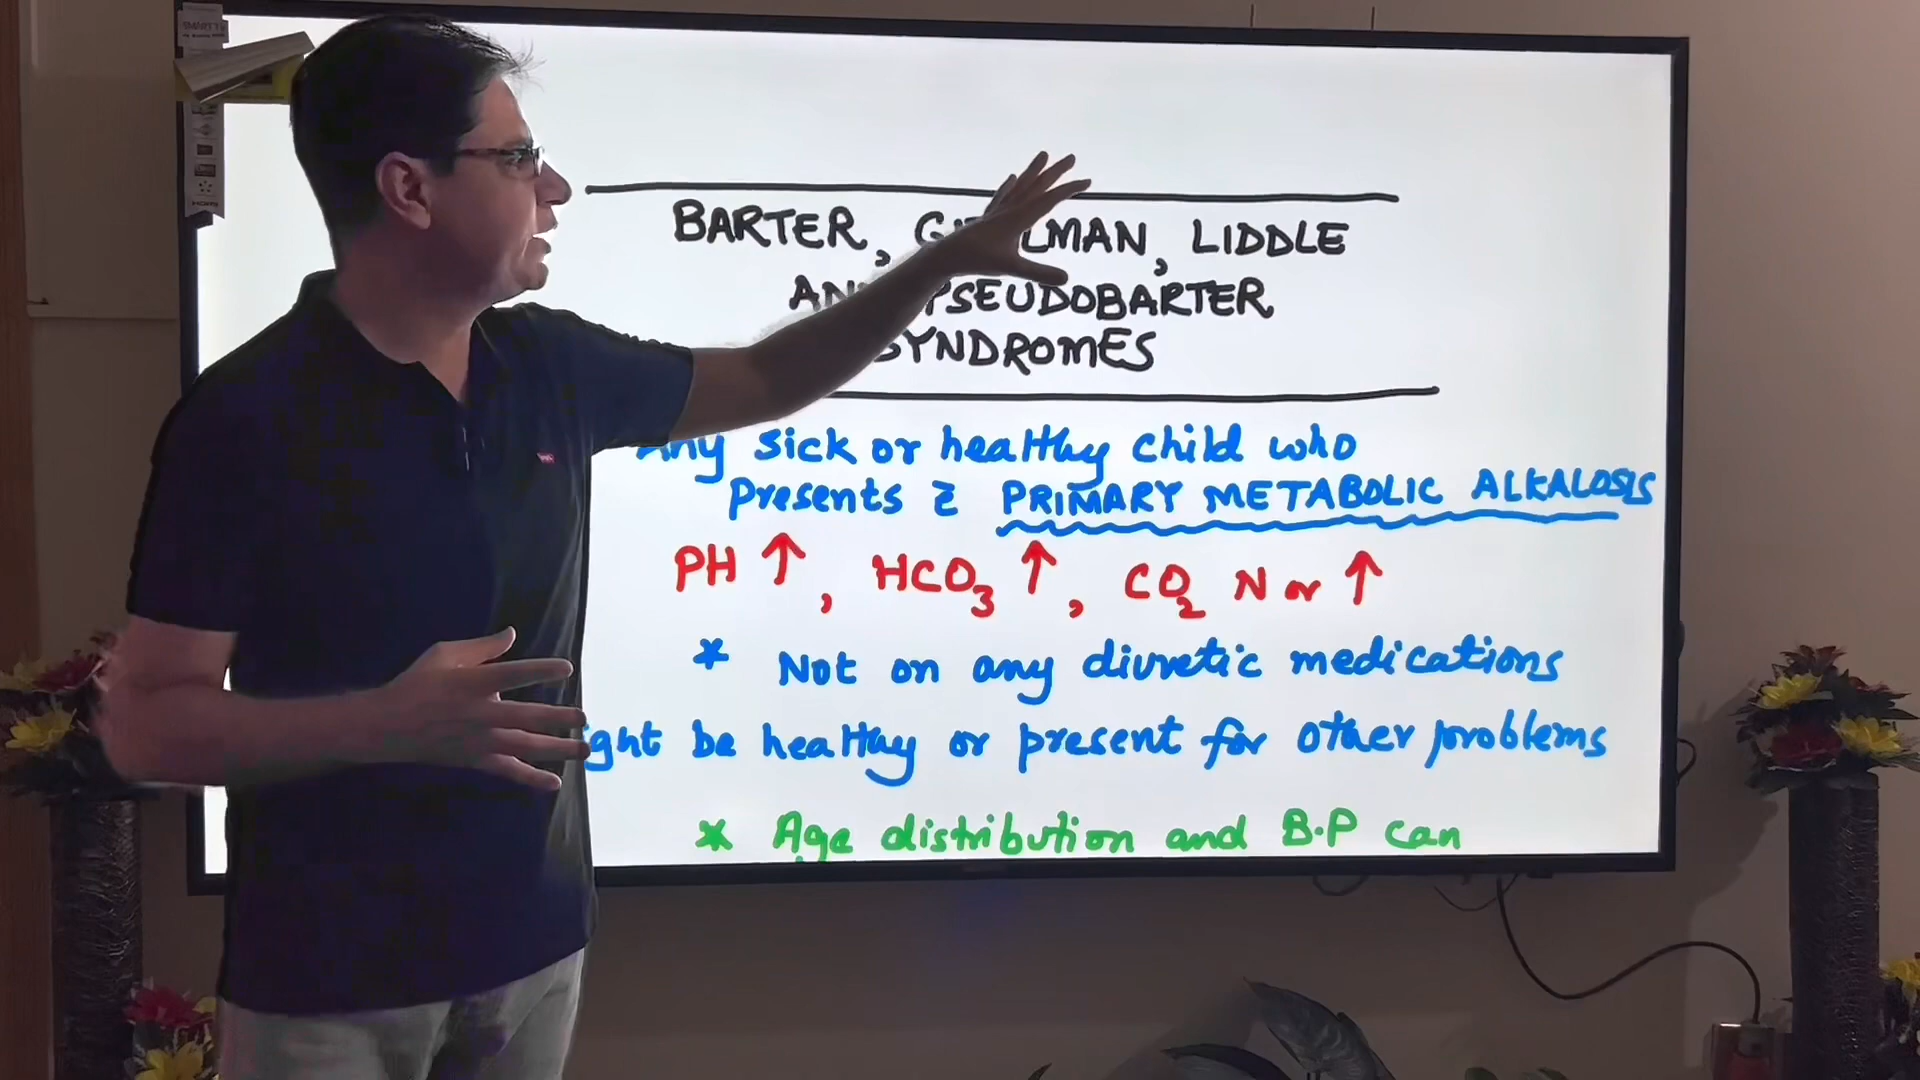 BARTER, LIDDLE
PSEUDOBARTER
SYNDROMES
Any sick or healthy child who
presents c̄ PRIMARY METABOLIC ALKALOSIS
PH ↑, HCO3 ↑, CO2 N or ↑
* Not on any diuretic medications
be healthy or present for other problems
* Age distribution and B.P can